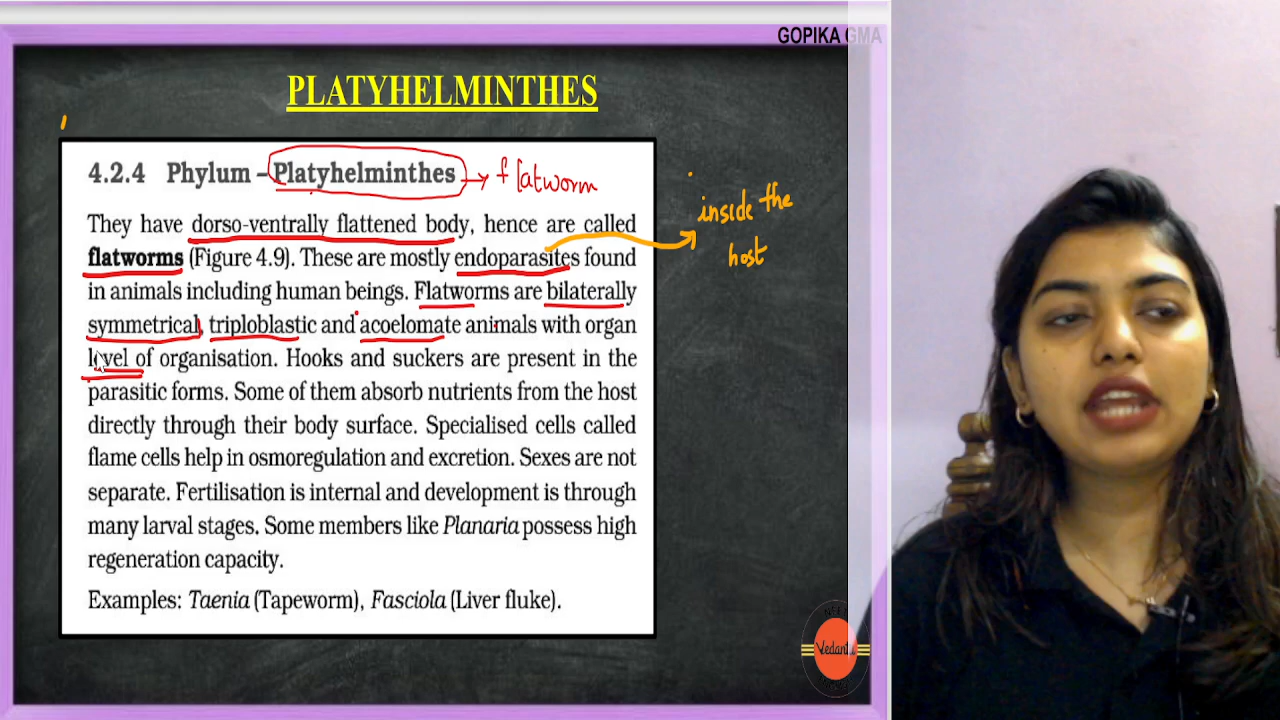 GOPIKA GMA
PLATYHELMINTHES
4.2.4 Phylum – Platyhelminthes → flatworm
They have dorso-ventrally flattened body, hence are called
flatworms (Figure 4.9). These are mostly endoparasites found
in animals including human beings. Flatworms are bilaterally
symmetrical, triploblastic and acoelomate animals with organ
level of organisation. Hooks and suckers are present in the
parasitic forms. Some of them absorb nutrients from the host
directly through their body surface. Specialised cells called
flame cells help in osmoregulation and excretion. Sexes are not
separate. Fertilisation is internal and development is through
many larval stages. Some members like Planaria possess high
regeneration capacity.
Examples: Taenia (Tapeworm), Fasciola (Liver fluke).
inside the
host